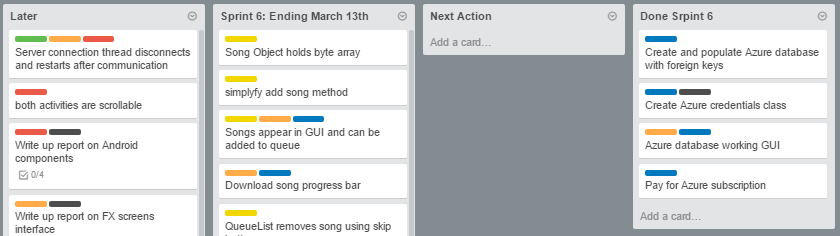 Later
Server connection thread disconnects
and restarts after communication
both activities are scrollable
Write up report on Android
components
0/4
Write up report on FX screens
interface
Sprint 6: Ending March 13th
Song Object holds byte array
simplyfy add song method
Songs appear in GUI and can be
added to queue
Download song progress bar
QueueList removes song using skip
Next Action
Add a card...
Done Srpint 6
Create and populate Azure database
with foreign keys
Create Azure credentials class
Azure database working GUI
Pay for Azure subscription
Add a card...